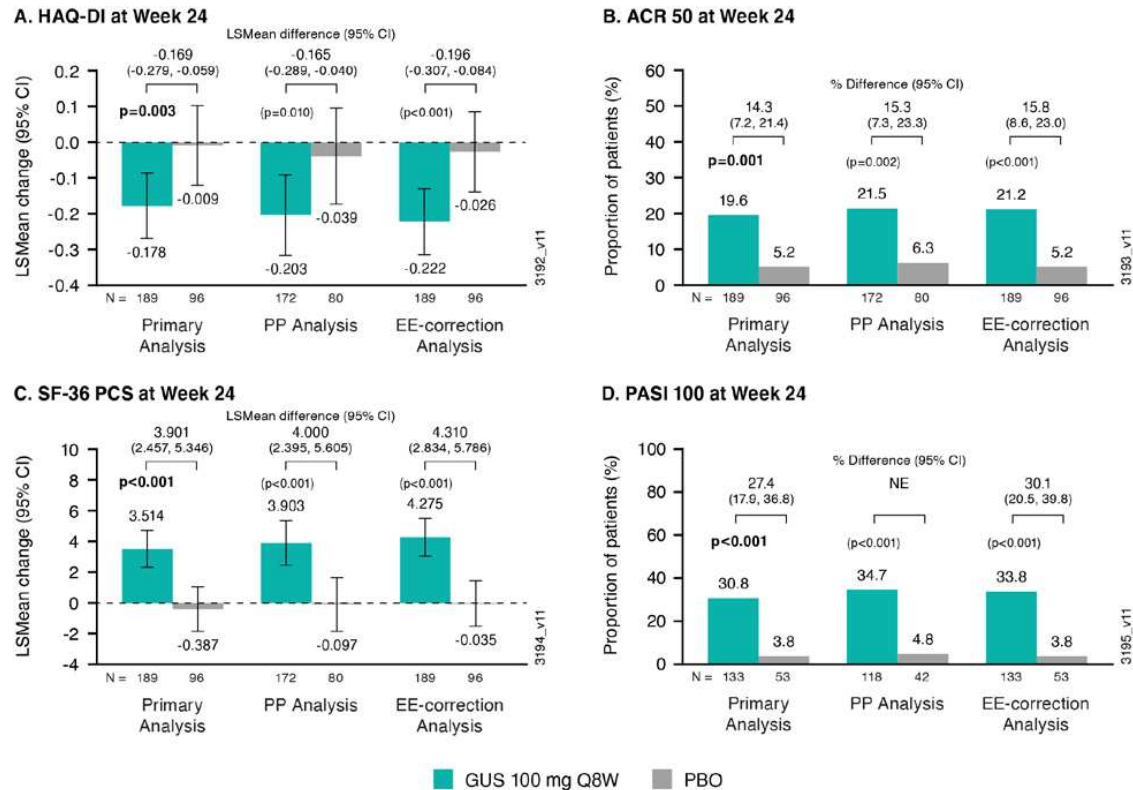 A. HAQ-DI at Week 24
LSMean difference (95% CI)
-0.169
(-0.279, -0.059)
-0.165
(-0.289, -0.040)
-0.196
(-0.307, -0.084)
LSMean change (95% CI)
0.2
0.1
0.0
-0.1
-0.2
-0.3
-0.4
p=0.003
(p=0.010)
(p<0.001)
-0.178
-0.009
-0.203
-0.039
-0.222
-0.026
3192_v11
N = 189 96 172 80 189 96
Primary Analysis
PP Analysis
EE-correction Analysis
B. ACR 50 at Week 24
% Difference (95% CI)
14.3
(7.2, 21.4)
15.3
(7.3, 23.3)
15.8
(8.6, 23.0)
Proportion of patients (%)
60
50
40
30
20
10
0
p=0.001
(p=0.002)
(p<0.001)
19.6
5.2
21.5
6.3
21.2
5.2
3193_v11
N = 189 96 172 80 189 96
Primary Analysis
PP Analysis
EE-correction Analysis
C. SF-36 PCS at Week 24
LSMean difference (95% CI)
3.901
(2.457, 5.346)
4.000
(2.395, 5.605)
4.310
(2.834, 5.786)
LSMean change (95% CI)
10
8
6
4
2
0
-2
-4
p<0.001
(p<0.001)
(p<0.001)
3.514
-0.387
3.903
-0.097
4.275
-0.035
3194_v11
N = 189 96 172 80 189 96
Primary Analysis
PP Analysis
EE-correction Analysis
D. PASI 100 at Week 24
% Difference (95% CI)
27.4
(17.9, 36.8)
NE
30.1
(20.5, 39.8)
Proportion of patients (%)
100
80
60
40
20
0
p<0.001
(p<0.001)
(p<0.001)
30.8
3.8
34.7
4.8
33.8
3.8
3195_v11
N = 133 53 118 42 133 53
Primary Analysis
PP Analysis
EE-correction Analysis
GUS 100 mg Q8W
PBO